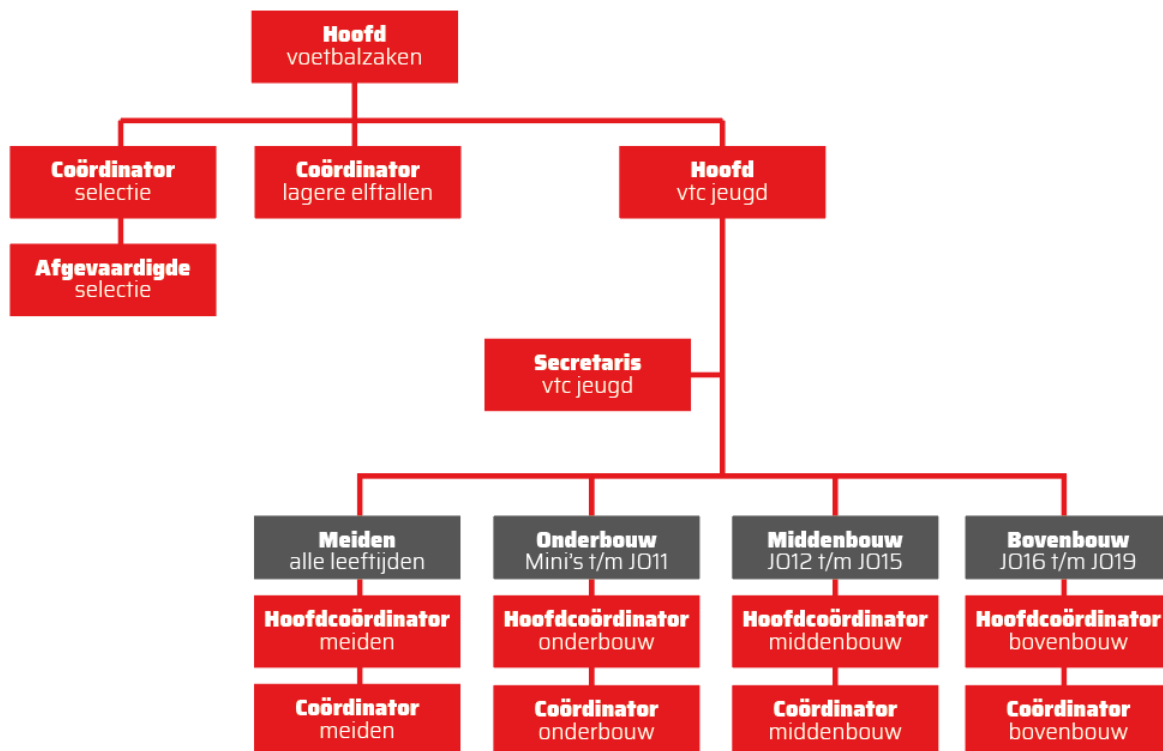 Hoofd
voetbalzaken
Coördinator
selectie
Coördinator
lagere elftallen
Hoofd
vtc jeugd
Afgevaardigde
selectie
Secretaris
vtc jeugd
Meiden
alle leeftijden
Onderbouw
Mini's t/m JO11
Middenbouw
JO12 t/m JO15
Bovenbouw
JO16 t/m JO19
Hoofdcoördinator
meiden
Hoofdcoördinator
onderbouw
Hoofdcoördinator
middenbouw
Hoofdcoördinator
bovenbouw
Coördinator
meiden
Coördinator
onderbouw
Coördinator
middenbouw
Coördinator
bovenbouw